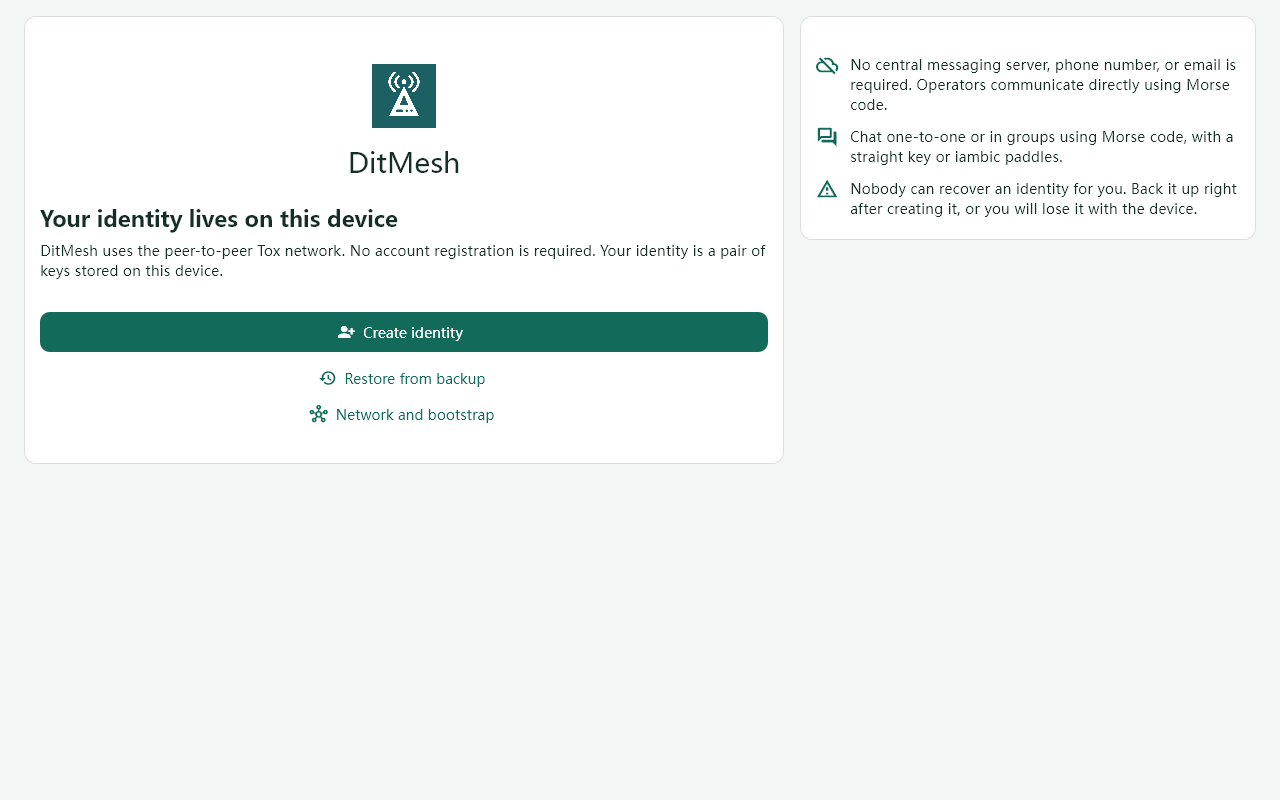 DitMesh
Your identity lives on this device
DitMesh uses the peer-to-peer Tox network. No account registration is required. Your identity is a pair of
keys stored on this device.
Create identity
Restore from backup
Network and bootstrap
No central messaging server, phone number, or email is
required. Operators communicate directly using Morse
code.
Chat one-to-one or in groups using Morse code, with a
straight key or iambic paddles.
Nobody can recover an identity for you. Back it up right
after creating it, or you will lose it with the device.